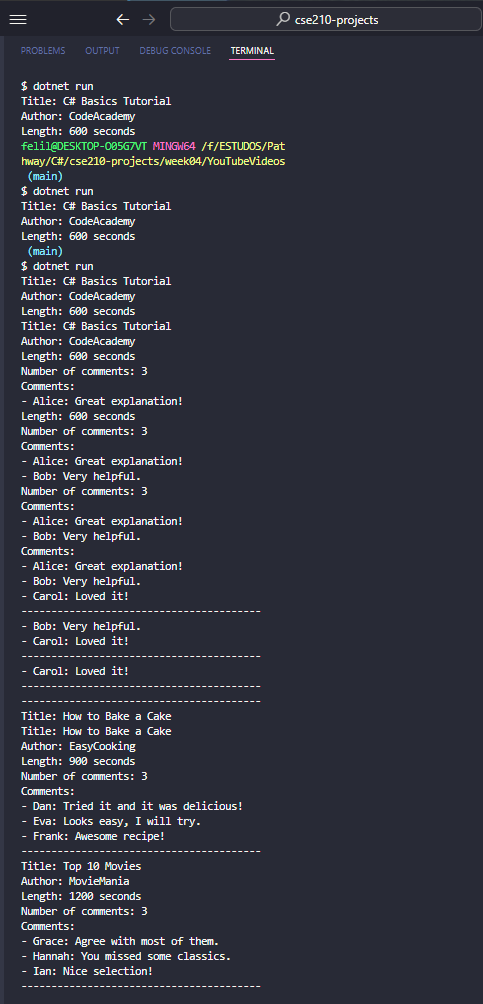 cse210-projects
PROBLEMS OUTPUT DEBUG CONSOLE TERMINAL
$ dotnet run
Title: C# Basics Tutorial
Author: CodeAcademy
Length: 600 seconds
felil@DESKTOP-O05G7VT MINGW64 /f/ESTUDOS/Pat
hway/C#/cse210-projects/week04/YouTubeVideos
(main)
$ dotnet run
Title: C# Basics Tutorial
Author: CodeAcademy
Length: 600 seconds
(main)
$ dotnet run
Title: C# Basics Tutorial
Author: CodeAcademy
Length: 600 seconds
Title: C# Basics Tutorial
Author: CodeAcademy
Length: 600 seconds
Number of comments: 3
Comments:
- Alice: Great explanation!
Length: 600 seconds
Number of comments: 3
Comments:
- Alice: Great explanation!
- Bob: Very helpful.
Number of comments: 3
Comments:
- Alice: Great explanation!
- Bob: Very helpful.
Comments:
- Alice: Great explanation!
- Bob: Very helpful.
- Carol: Loved it!
----------------------------------------
- Bob: Very helpful.
- Carol: Loved it!
----------------------------------------
- Carol: Loved it!
----------------------------------------
----------------------------------------
Title: How to Bake a Cake
Title: How to Bake a Cake
Author: EasyCooking
Length: 900 seconds
Number of comments: 3
Comments:
- Dan: Tried it and it was delicious!
- Eva: Looks easy, I will try.
- Frank: Awesome recipe!
----------------------------------------
Title: Top 10 Movies
Author: MovieMania
Length: 1200 seconds
Number of comments: 3
Comments:
- Grace: Agree with most of them.
- Hannah: You missed some classics.
- Ian: Nice selection!
----------------------------------------